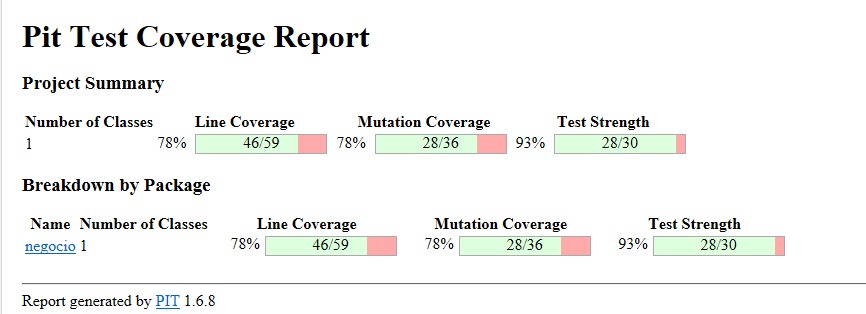 Pit Test Coverage Report
Project Summary
Number of Classes Line Coverage Mutation Coverage Test Strength
1 78% 46/59 78% 28/36 93% 28/30
Breakdown by Package
Name Number of Classes Line Coverage Mutation Coverage Test Strength
negocio 1 78% 46/59 78% 28/36 93% 28/30
Report generated by PIT 1.6.8